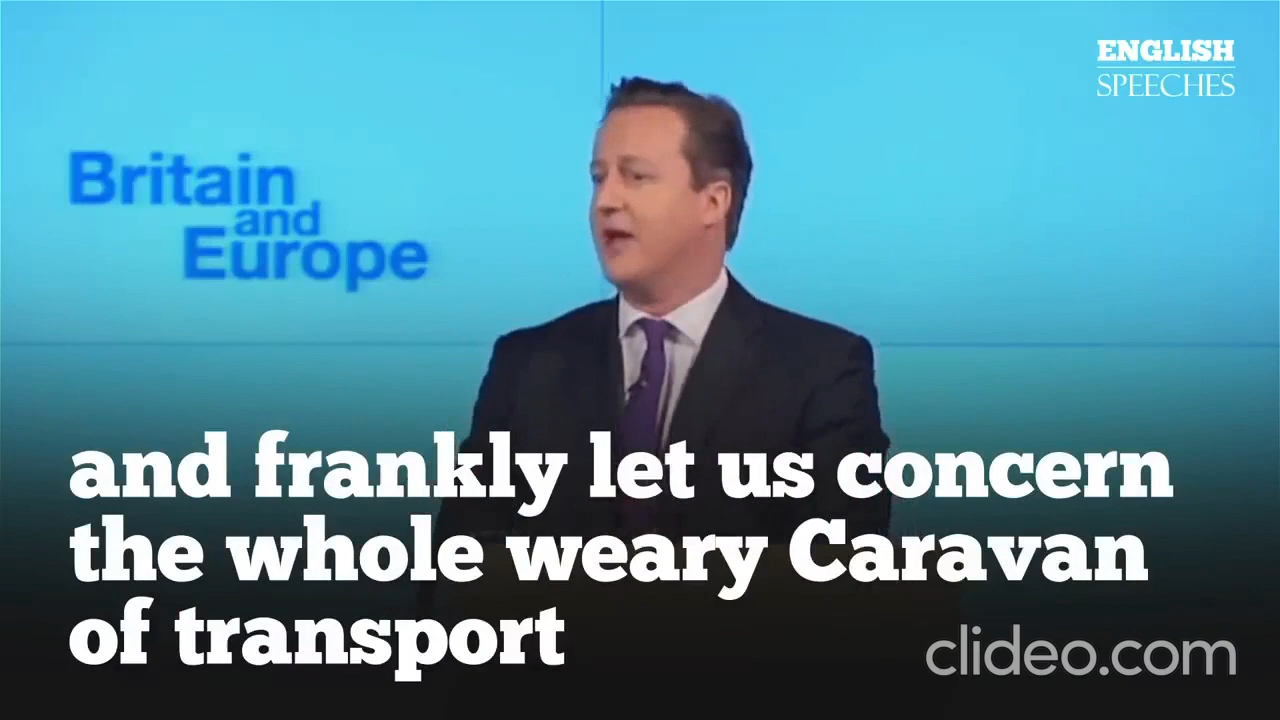 ENGLISH
SPEECHES
Britain
and
Europe
and frankly let us concern
the whole weary Caravan
of transport
clideo.com